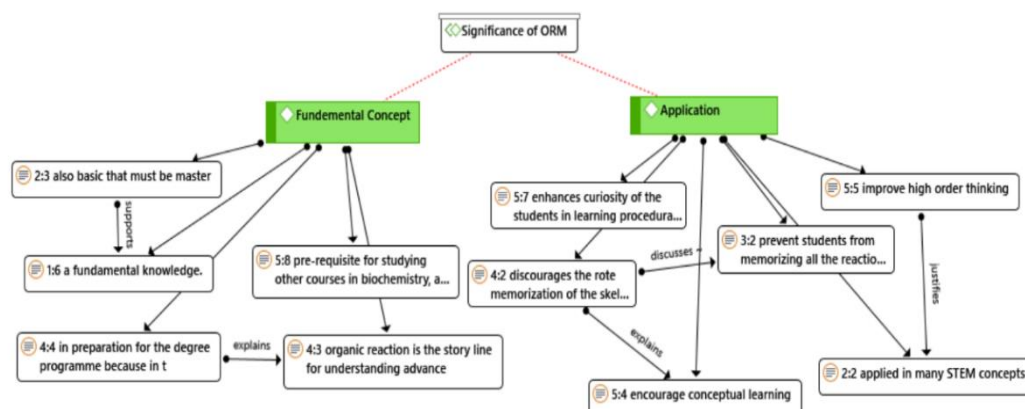 Significance of ORM
Fundemental Concept
Application
2:3 also basic that must be master
5:7 enhances curiosity of the
students in learning procedura...
5:5 improve high order thinking
supports
1:6 a fundamental knowledge.
5:8 pre-requisite for studying
other courses in biochemistry, a...
4:2 discourages the rote
memorization of the skel...
discusses ~
3:2 prevent students from
memorizing all the reactio...
justifies
4:4 in preparation for the degree
programme because in t
explains
4:3 organic reaction is the story line
for understanding advance
explains
5:4 encourage conceptual learning
2:2 applied in many STEM concepts